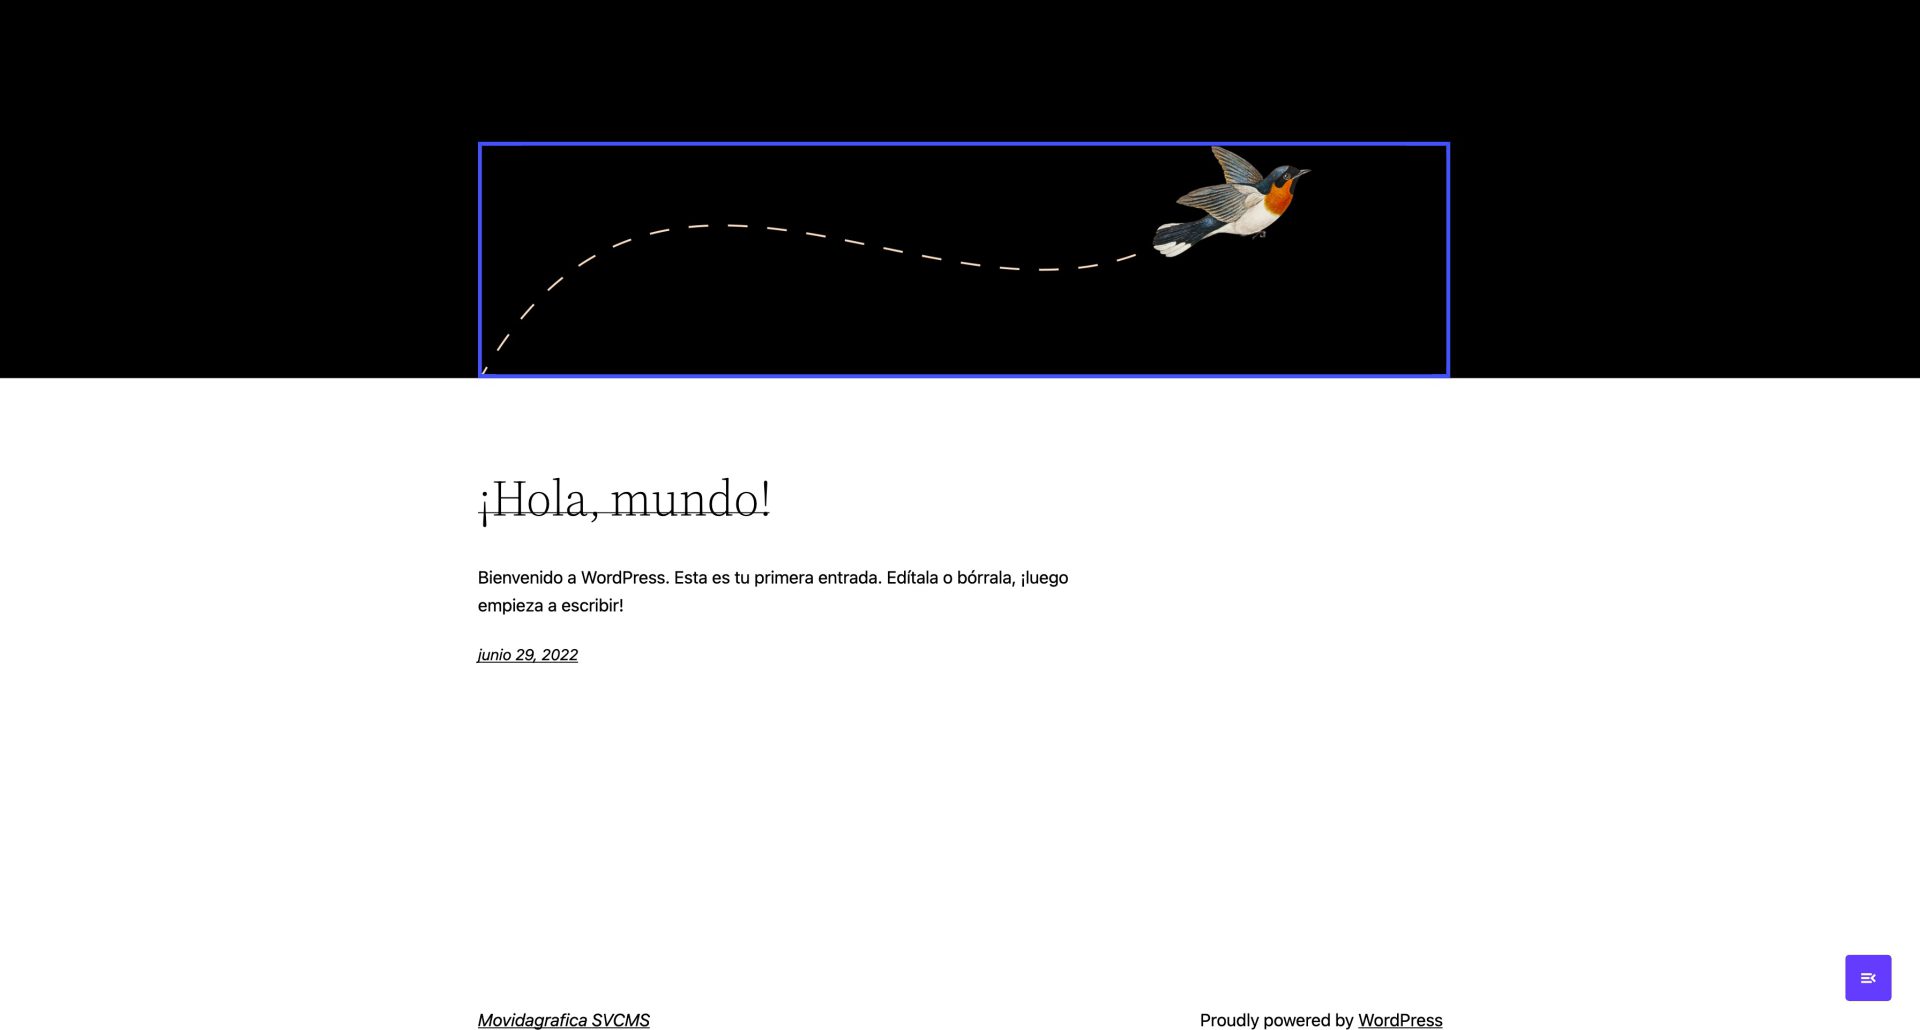 ¡Hola, mundo!
Bienvenido a WordPress. Esta es tu primera entrada. Edítala o bórrala, ¡luego
empieza a escribir!
junio 29, 2022
Movidagrafica SVCMS
Proudly powered by WordPress